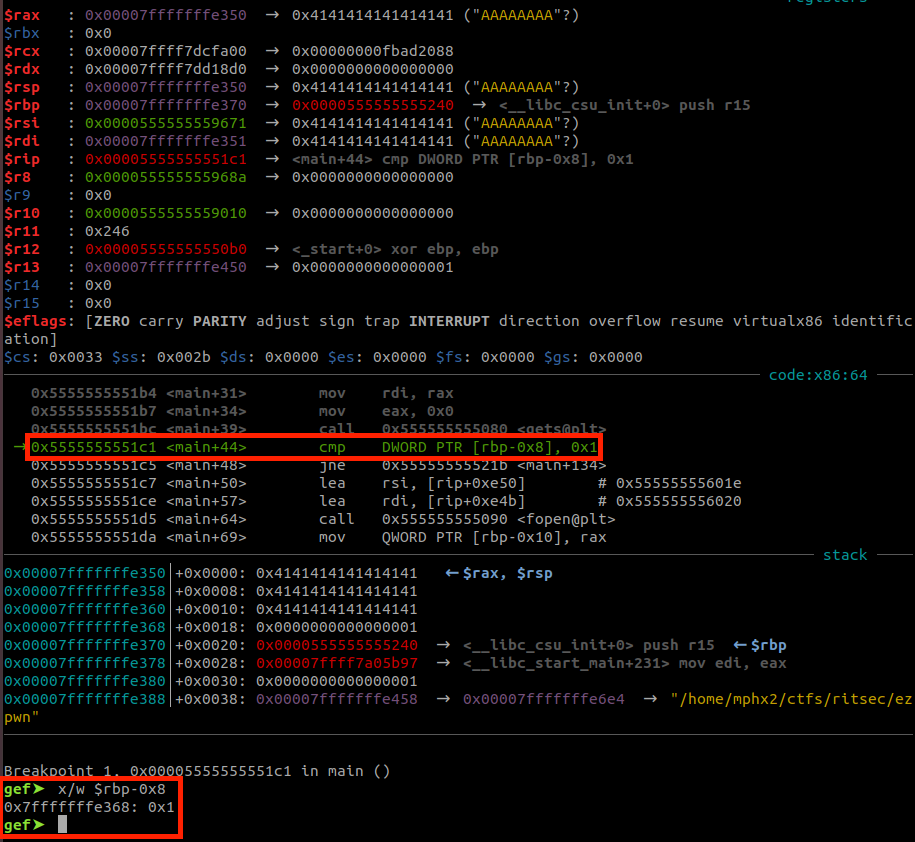 registers
$rax   : 0x00007fffffffe350  →  0x4141414141414141 ("AAAAAAAA"?)
$rbx   : 0x0
$rcx   : 0x00007ffff7dcfa00  →  0x00000000fbad2088
$rdx   : 0x00007ffff7dd18d0  →  0x0000000000000000
$rsp   : 0x00007fffffffe350  →  0x4141414141414141 ("AAAAAAAA"?)
$rbp   : 0x00007fffffffe370  →  0x0000555555555240  →  <__libc_csu_init+0> push r15
$rsi   : 0x0000555555559671  →  0x4141414141414141 ("AAAAAAAA"?)
$rdi   : 0x00007fffffffe351  →  0x4141414141414141 ("AAAAAAAA"?)
$rip   : 0x00005555555551c1  →  <main+44> cmp DWORD PTR [rbp-0x8], 0x1
$r8    : 0x000055555555968a  →  0x0000000000000000
$r9    : 0x0
$r10   : 0x0000555555559010  →  0x0000000000000000
$r11   : 0x246
$r12   : 0x00005555555550b0  →  <_start+0> xor ebp, ebp
$r13   : 0x00007fffffffe450  →  0x0000000000000001
$r14   : 0x0
$r15   : 0x0
$eflags: [ZERO carry PARITY adjust sign trap INTERRUPT direction overflow resume virtualx86 identific
ation]
$cs: 0x0033 $ss: 0x002b $ds: 0x0000 $es: 0x0000 $fs: 0x0000 $gs: 0x0000
code:x86:64
0x5555555551b4 <main+31>        mov    rdi, rax
0x5555555551b7 <main+34>        mov    eax, 0x0
0x5555555551bc <main+39>        call   0x555555555080 <gets@plt>
→ 0x5555555551c1 <main+44>        cmp    DWORD PTR [rbp-0x8], 0x1
0x5555555551c5 <main+48>        jne    0x55555555521b <main+134>
0x5555555551c7 <main+50>        lea    rsi, [rip+0xe50]        # 0x55555555601e
0x5555555551ce <main+57>        lea    rdi, [rip+0xe4b]        # 0x555555556020
0x5555555551d5 <main+64>        call   0x555555555090 <fopen@plt>
0x5555555551da <main+69>        mov    QWORD PTR [rbp-0x10], rax
stack
0x00007fffffffe350│+0x0000: 0x4141414141414141   ←$rax, $rsp
0x00007fffffffe358│+0x0008: 0x4141414141414141
0x00007fffffffe360│+0x0010: 0x4141414141414141
0x00007fffffffe368│+0x0018: 0x0000000000000001
0x00007fffffffe370│+0x0020: 0x0000555555555240  →  <__libc_csu_init+0> push r15  ←$rbp
0x00007fffffffe378│+0x0028: 0x00007ffff7a05b97  →  <__libc_start_main+231> mov edi, eax
0x00007fffffffe380│+0x0030: 0x0000000000000001
0x00007fffffffe388│+0x0038: 0x00007fffffffe458  →  0x00007fffffffe6e4  →  "/home/mphx2/ctfs/ritsec/ez
pwn"
Breakpoint 1, 0x00005555555551c1 in main ()
gef➤  x/w $rbp-0x8
0x7fffffffe368: 0x1
gef➤